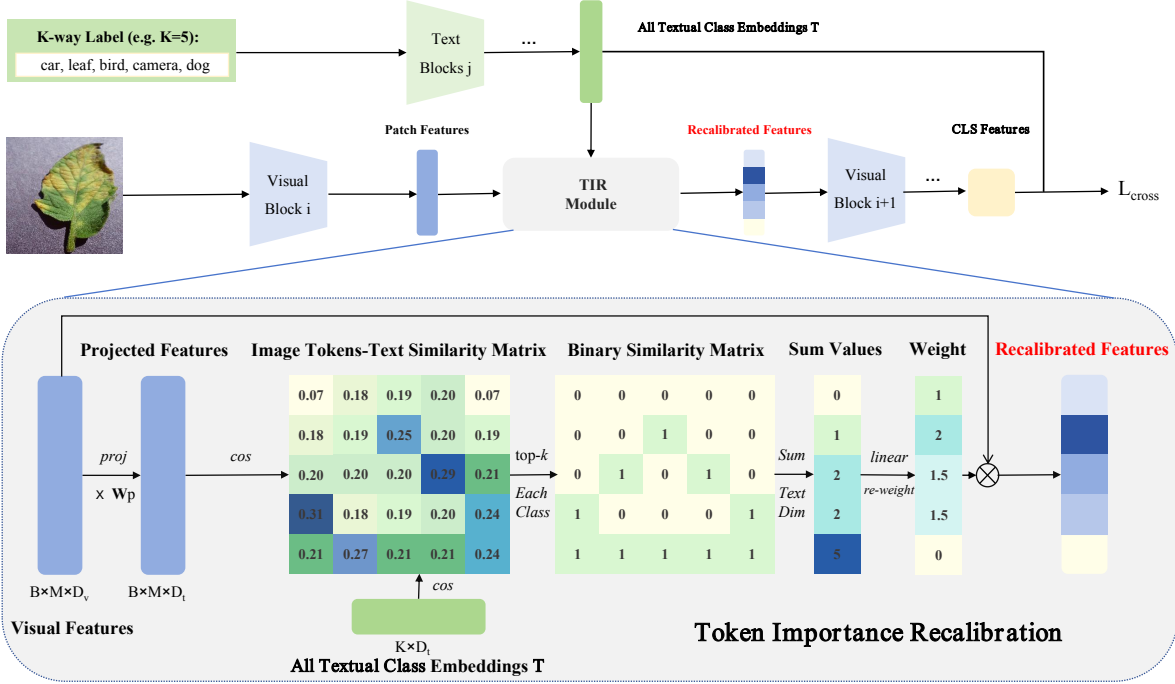 K-way Label (e.g. K=5):
car, leaf, bird, camera, dog
Text
Blocks j
...
All Textual Class Embeddings T
Patch Features
Recalibrated Features
CLS Features
Visual
Block i
TIR
Module
Visual
Block i+1
...
L_cross
Projected Features
Image Tokens-Text Similarity Matrix
Binary Similarity Matrix
Sum Values
Weight
Recalibrated Features
0.07 0.18 0.19 0.20 0.07
0.18 0.19 0.25 0.20 0.19
0.20 0.20 0.20 0.29 0.21
0.31 0.18 0.19 0.20 0.24
0.21 0.27 0.21 0.21 0.24
0 0 0 0 0
0 0 1 0 0
0 1 0 1 0
1 0 0 0 1
1 1 1 1 1
0
1
2
2
5
1
2
1.5
1.5
0
proj
x Wp
cos
top-k
Each
Class
Sum
Text
Dim
linear
re-weight
B×M×D_v
B×M×D_t
Visual Features
cos
K×D_t
All Textual Class Embeddings T
Token Importance Recalibration